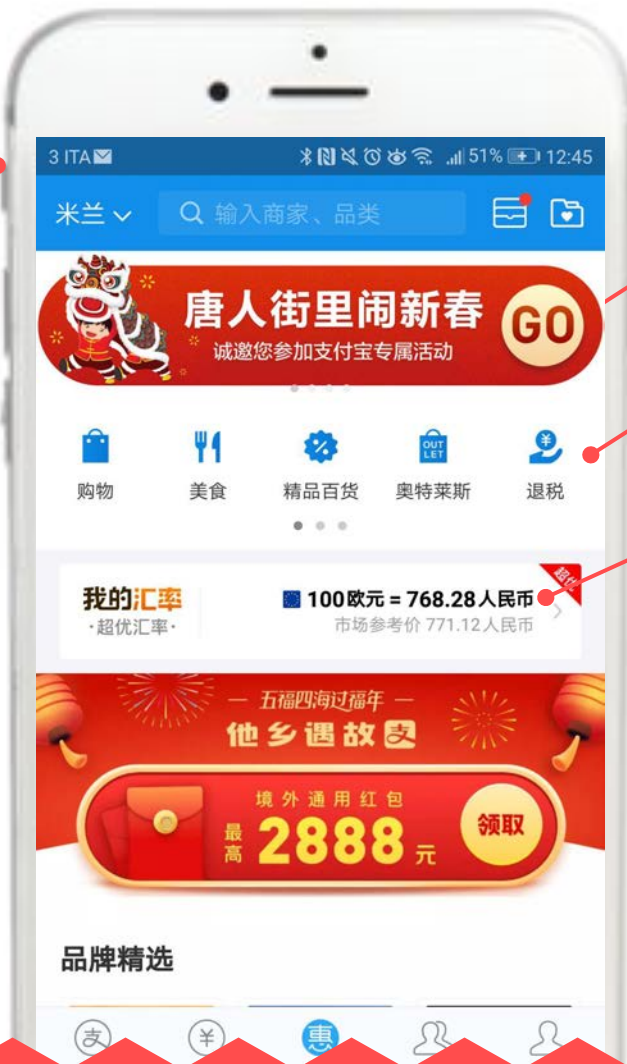 3 ITA 51% 12:45
米兰 输入商家、品类
唐人街里闹新春 GO
诚邀您参加支付宝专属活动
OUT
LET
¥
购物 美食 精品百货 奥特莱斯 退税
超优
我的汇率 100欧元 = 768.28人民币
·超优汇率· 市场参考价 771.12人民币
五福四海过福年
他乡遇故支
境外通用红包
最高 2888 元 领取
品牌精选
支 ¥ 惠